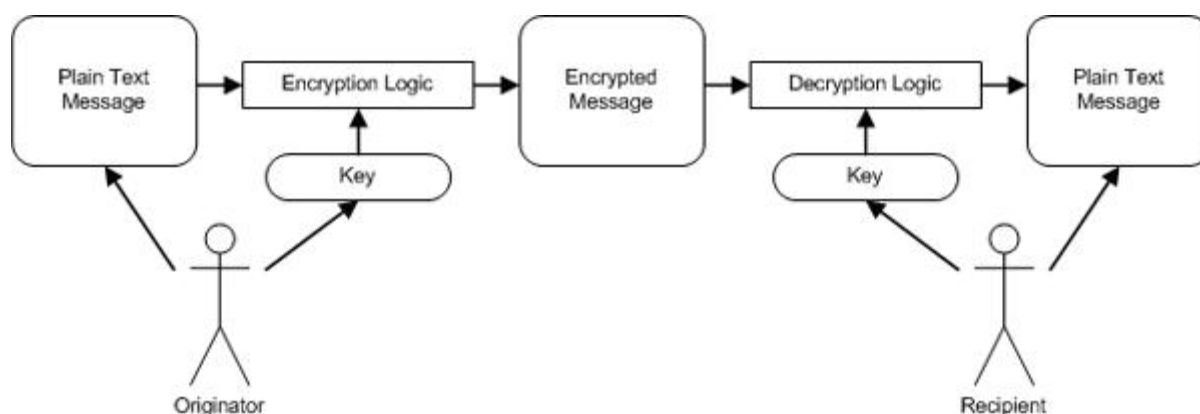 Plain Text
Message
Encryption Logic
Encrypted
Message
Decryption Logic
Plain Text
Message
Key
Key
Originator
Recipient